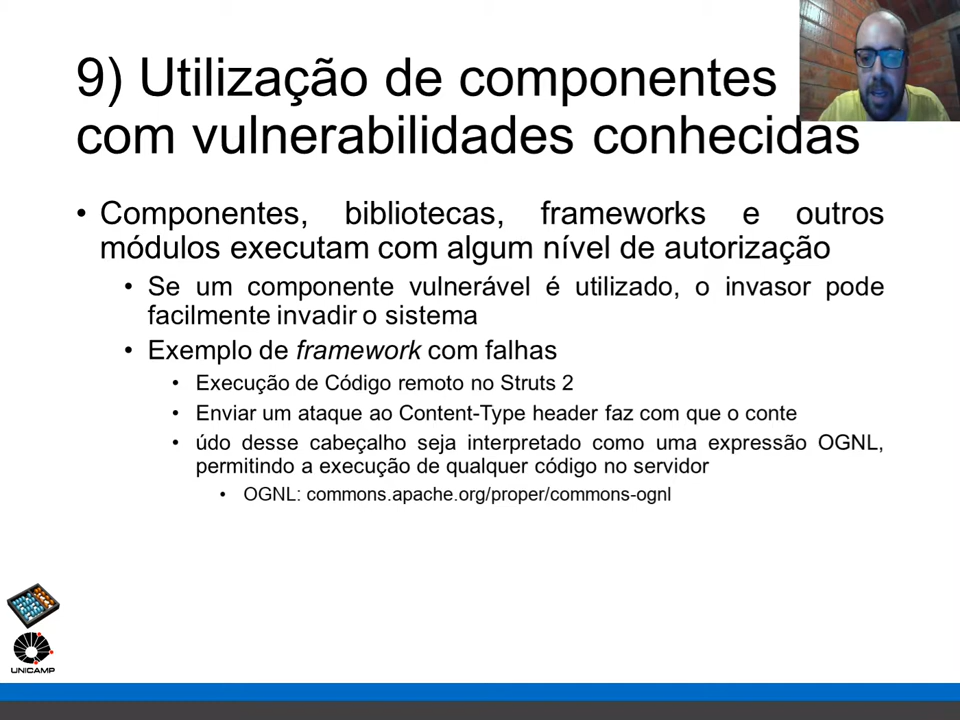 9) Utilização de componentes
com vulnerabilidades conhecidas
• Componentes, bibliotecas, frameworks e outros
módulos executam com algum nível de autorização
• Se um componente vulnerável é utilizado, o invasor pode
facilmente invadir o sistema
• Exemplo de framework com falhas
• Execução de Código remoto no Struts 2
• Enviar um ataque ao Content-Type header faz com que o conte
• údo desse cabeçalho seja interpretado como uma expressão OGNL,
permitindo a execução de qualquer código no servidor
• OGNL: commons.apache.org/proper/commons-ognl
UNICAMP